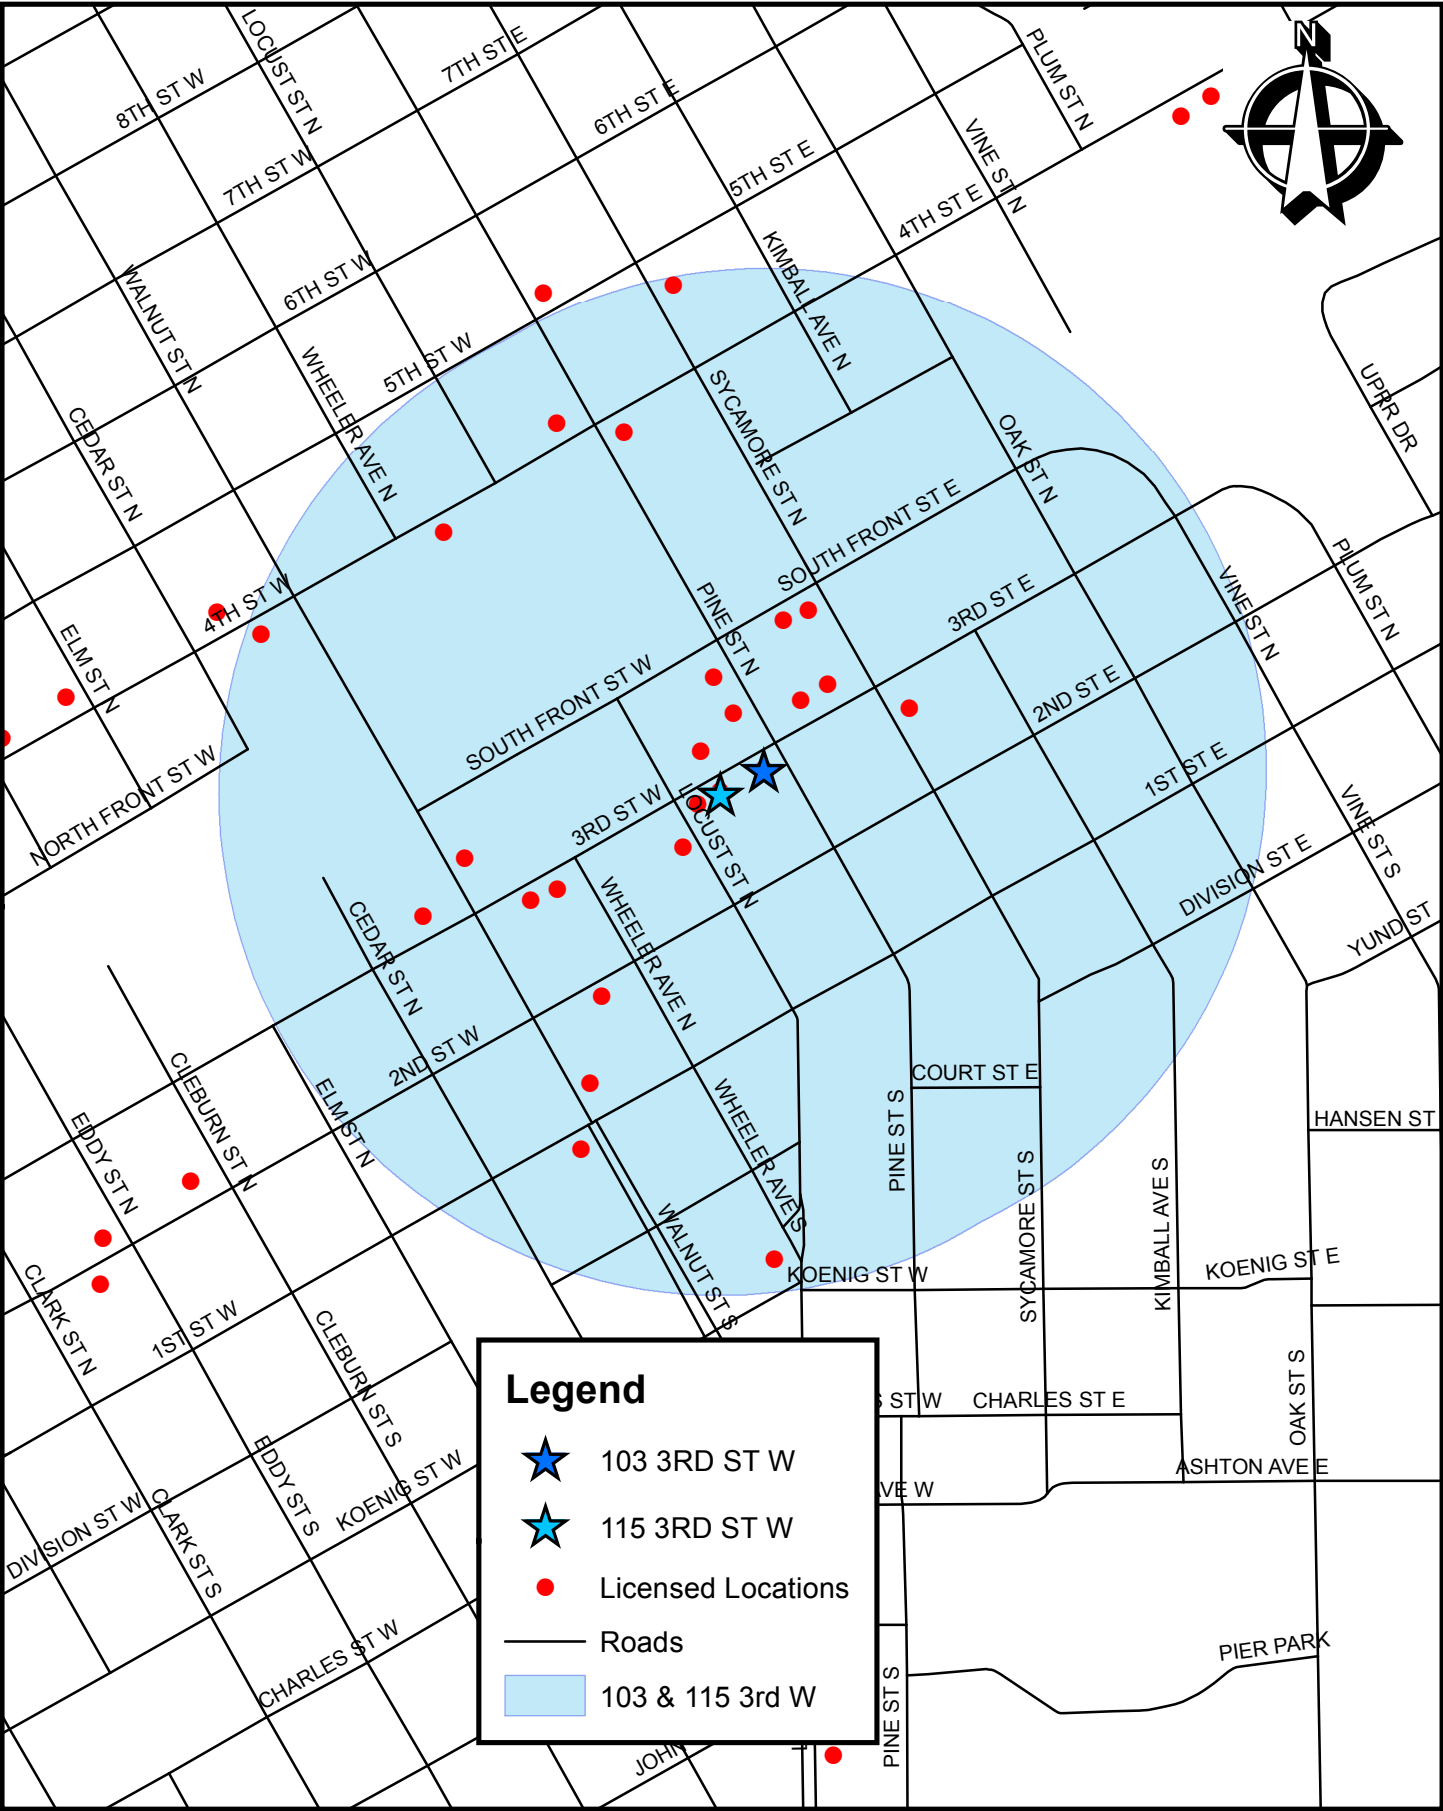 N
LOCUST ST N
7TH ST E
PLUM ST N
8TH ST W
6TH ST E
VINE ST N
7TH ST W
5TH ST E
4TH ST E
KIMBALL AVE N
6TH ST W
WALNUT ST N
WHEELER AVE N
5TH ST W
SYCAMORE ST N
UPRR DR
CEDAR ST N
OAK ST N
SOUTH FRONT ST E
PLUM ST N
4TH ST W
PINE ST N
3RD ST E
VINE ST N
ELM ST N
SOUTH FRONT ST W
2ND ST E
NORTH FRONT ST W
1ST ST E
3RD ST W
LOCUST ST N
VINE ST S
DIVISION ST E
WHEELER AVE N
CEDAR ST N
YUND ST
2ND ST W
CLEBURN ST N
ELM ST N
COURT ST E
WHEELER AVE S
PINE ST S
HANSEN ST
EDDY ST N
SYCAMORE ST S
KIMBALL AVE S
WALNUT ST S
KOENIG ST W
KOENIG ST E
CLARK ST N
1ST ST W
CLEBURN ST S
OAK ST S
Legend
S ST W
CHARLES ST E
103 3RD ST W
EDDY ST S
KOENIG ST W
ASHTON AVE E
AVE W
115 3RD ST W
DIVISION ST W
CLARK ST S
Licensed Locations
Roads
CHARLES ST W
PIER PARK
103 & 115 3rd W
PINE ST S
JOHN